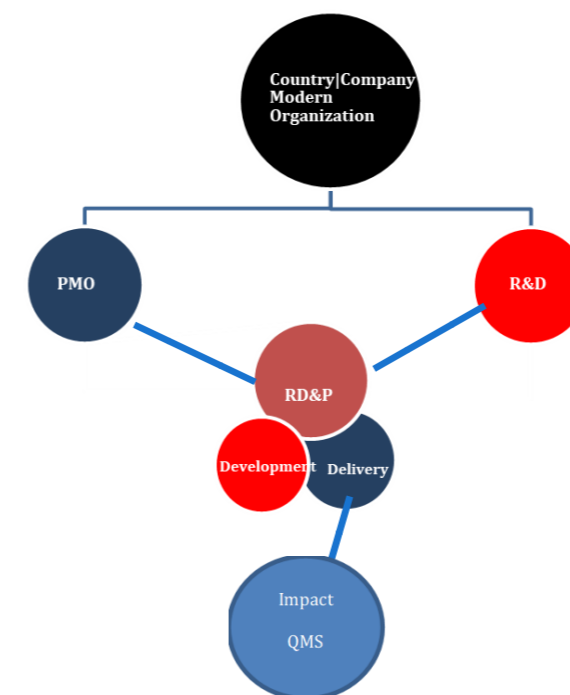 Country|Company
Modern
Organization
PMO
R&D
RD&P
Development
Delivery
Impact
QMS